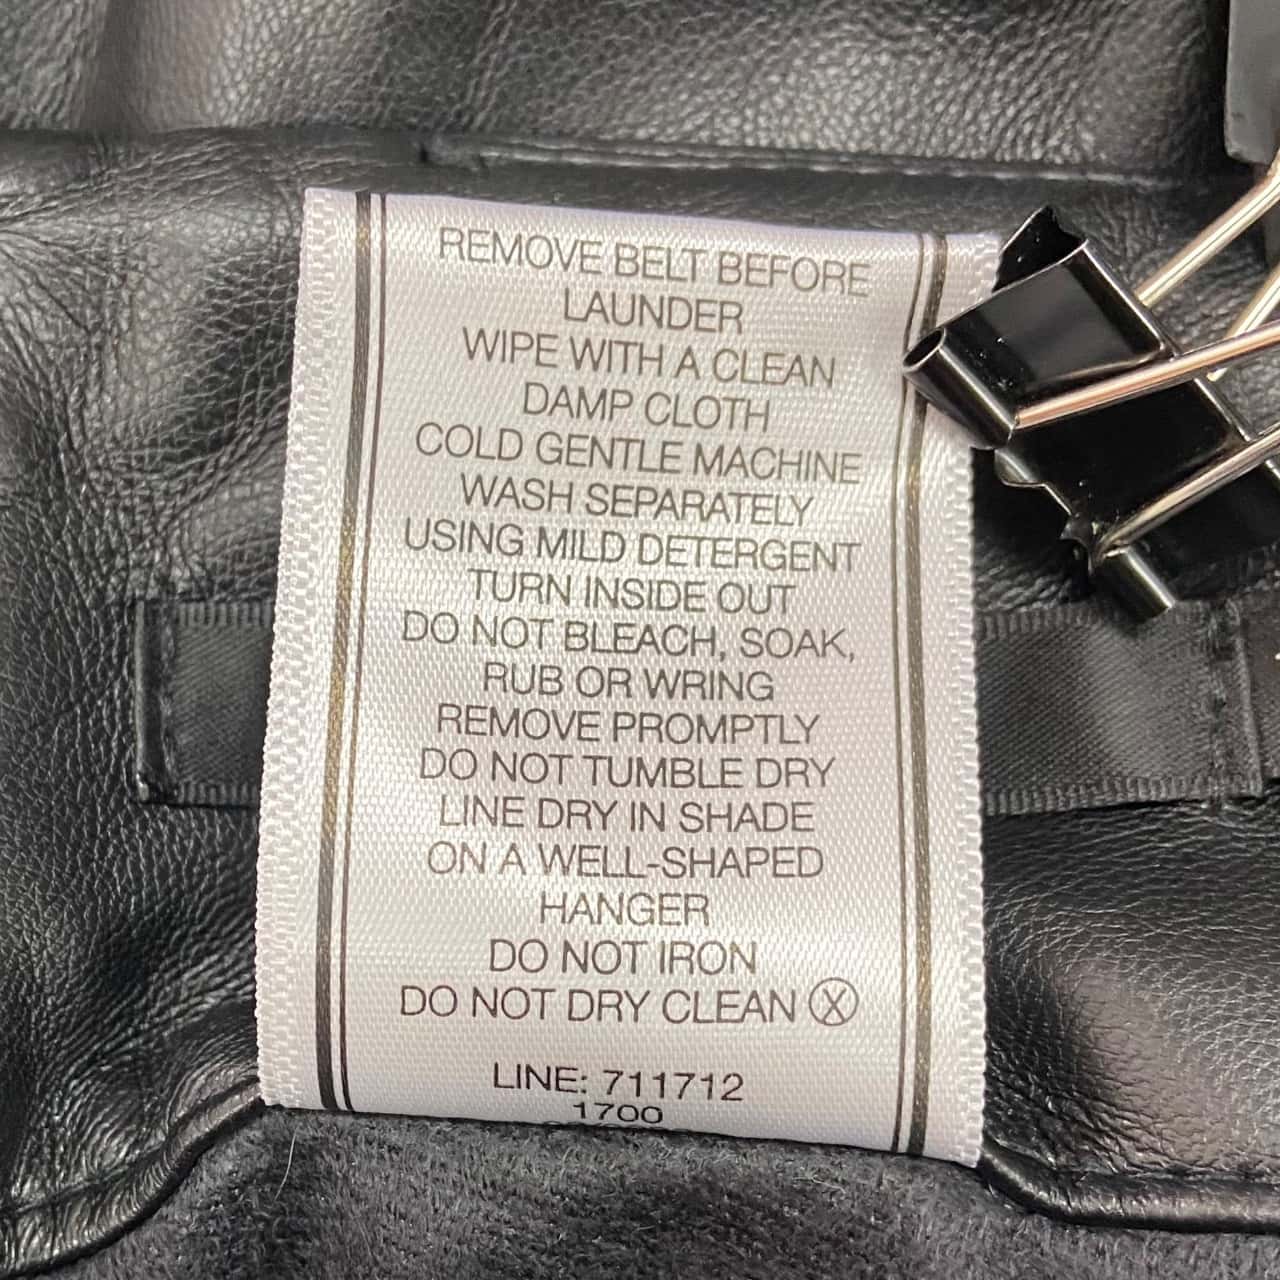 REMOVE BELT BEFORE
LAUNDER
WIPE WITH A CLEAN
DAMP CLOTH
COLD GENTLE MACHINE
WASH SEPARATELY
USING MILD DETERGENT
TURN INSIDE OUT
DO NOT BLEACH, SOAK,
RUB OR WRING
REMOVE PROMPTLY
DO NOT TUMBLE DRY
LINE DRY IN SHADE
ON A WELL-SHAPED
HANGER
DO NOT IRON
DO NOT DRY CLEAN Ⓧ
LINE: 711712
1700